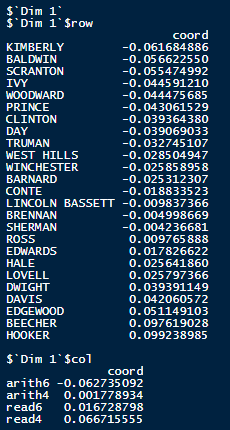 $`Dim 1`
$`Dim 1`$row
coord
KIMBERLY -0.061684886
BALDWIN -0.056622550
SCRANTON -0.055474992
IVY -0.044591210
WOODWARD -0.044475685
PRINCE -0.043061529
CLINTON -0.039364380
DAY -0.039069033
TRUMAN -0.032745107
WEST HILLS -0.028504947
WINCHESTER -0.025858958
BARNARD -0.025312307
CONTE -0.018833523
LINCOLN BASSETT -0.009837366
BRENNAN -0.004998669
SHERMAN -0.004236681
ROSS 0.009765888
EDWARDS 0.017826622
HALE 0.025641860
LOVELL 0.025797366
DWIGHT 0.039391149
DAVIS 0.042060572
EDGEWOOD 0.051149103
BEECHER 0.097619028
HOOKER 0.099238985
$`Dim 1`$col
coord
arith6 -0.062735092
arith4 0.001778934
read6 0.016728798
read4 0.066715555